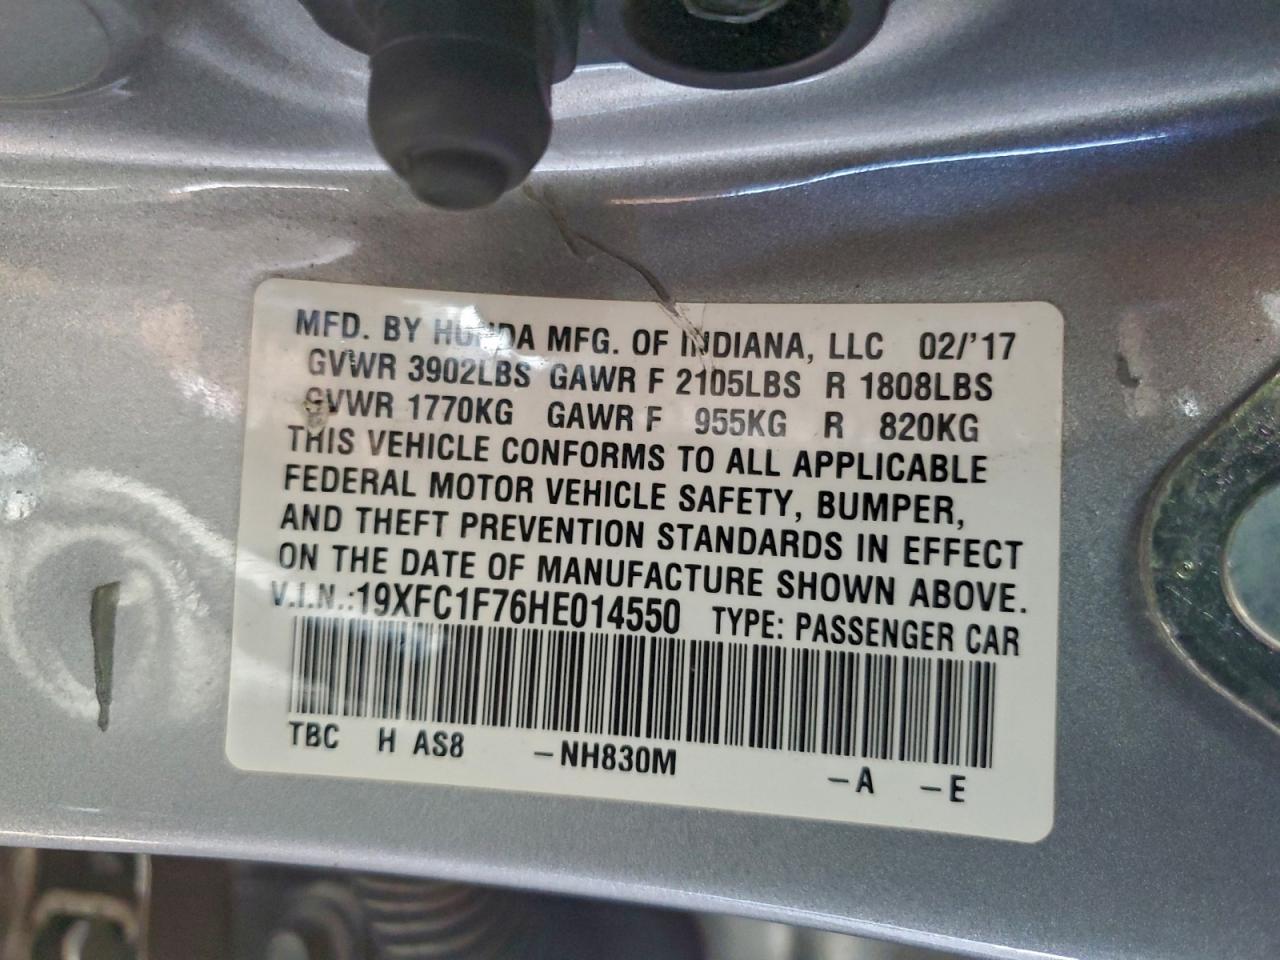 MFD. BY HONDA MFG. OF INDIANA, LLC 02/'17
GVWR 3902LBS GAWR F 2105LBS R 1808LBS
GVWR 1770KG GAWR F 955KG R 820KG
THIS VEHICLE CONFORMS TO ALL APPLICABLE
FEDERAL MOTOR VEHICLE SAFETY, BUMPER,
AND THEFT PREVENTION STANDARDS IN EFFECT
ON THE DATE OF MANUFACTURE SHOWN ABOVE.
V.I.N.:19XFC1F76HE014550 TYPE: PASSENGER CAR
TBC H AS8 -NH830M -A -E